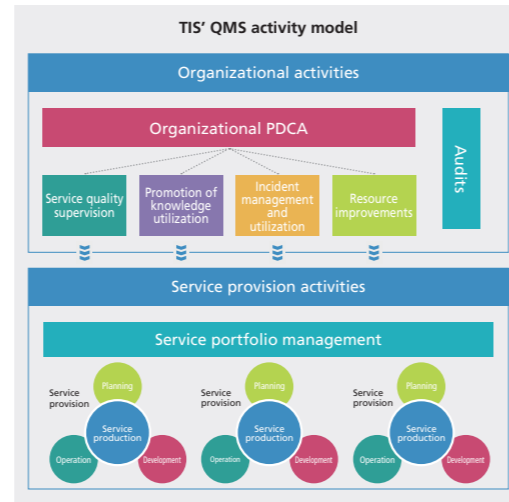 TIS’ QMS activity model
Organizational activities
Organizational PDCA
Audits
Service quality
supervision
Promotion of
knowledge
utilization
Incident
management
and
utilization
Resource
improvements
Service provision activities
Service portfolio management
Service
provision
Planning
Service
production
Operation
Development
Service
provision
Planning
Service
production
Operation
Development
Service
provision
Planning
Service
production
Operation
Development